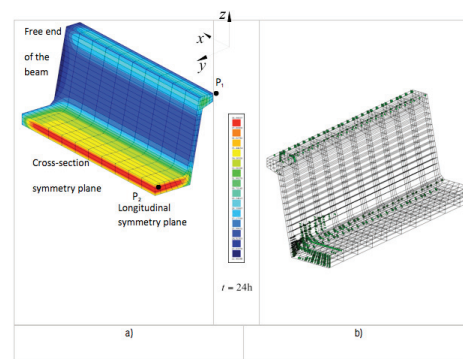 z
Free end
of the
beam
x
y
P₁
Cross-section
symmetry plane
P₂
Longitudinal
symmetry plane
t = 24h
a)
b)